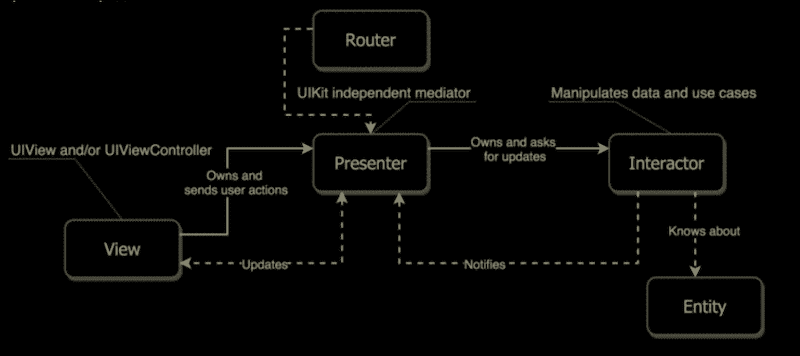 Router
UIKit independent mediator
Manipulates data and use cases
UIView and/or UIViewController
Presenter
Owns and asks
for updates
Interactor
Owns and
sends user actions
View
Updates
Notifies
Knows about
Entity